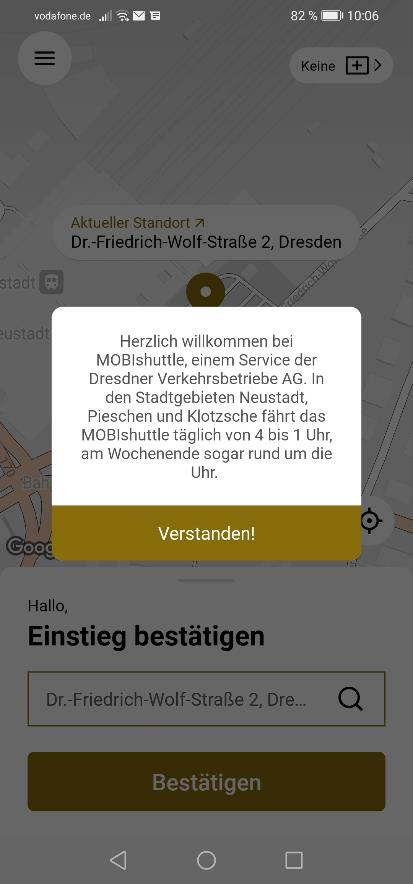 vodafone.de
82 % 10:06
Keine
Aktueller Standort
Dr.-Friedrich-Wolf-Straße 2, Dresden
stadt
eustadt
Herzlich willkommen bei
MOBIshuttle, einem Service der
Dresdner Verkehrsbetriebe AG. In
den Stadtgebieten Neustadt,
Pieschen und Klotzsche fährt das
MOBIshuttle täglich von 4 bis 1 Uhr,
am Wochenende sogar rund um die
Uhr.
Bah
Verstanden!
Goog
Hallo,
Einstieg bestätigen
Dr.-Friedrich-Wolf-Straße 2, Dre...
Bestätigen